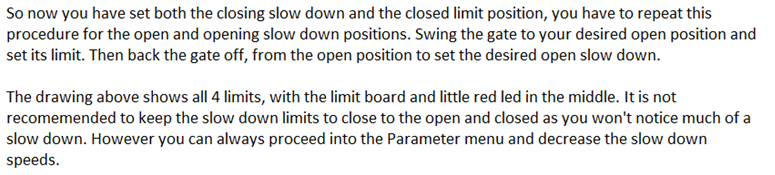 So now you have set both the closing slow down and the closed limit position, you have to repeat this
procedure for the open and opening slow down positions. Swing the gate to your desired open position and
set its limit. Then back the gate off, from the open position to set the desired open slow down.
The drawing above shows all 4 limits, with the limit board and little red led in the middle. It is not
recomemended to keep the slow down limits to close to the open and closed as you won't notice much of a
slow down. However you can always proceed into the Parameter menu and decrease the slow down
speeds.